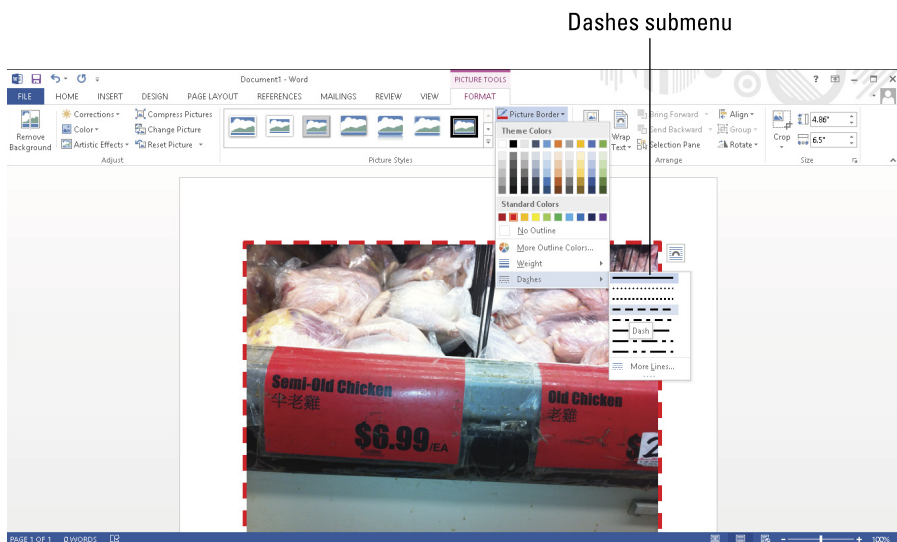 Dashes submenu
Document1 - Word
PICTURE TOOLS
?
FILE HOME INSERT DESIGN PAGE LAYOUT REFERENCES MAILINGS REVIEW VIEW FORMAT
Remove Background
Corrections
Color
Artistic Effects
Compress Pictures
Change Picture
Reset Picture
Adjust
Picture Styles
Picture Border
Theme Colors
Standard Colors
No Outline
More Outline Colors...
Weight
Dashes
Dash
More Lines...
Wrap
Text
Bring Forward
Send Backward
Selection Pane
Align
Group
Rotate
Arrange
Crop
4.86"
6.5"
Size
Semi-Old Chicken
半老雞
$6.99/EA
Old Chicken
老雞
$2
PAGE 1 OF 1 0 WORDS
100%